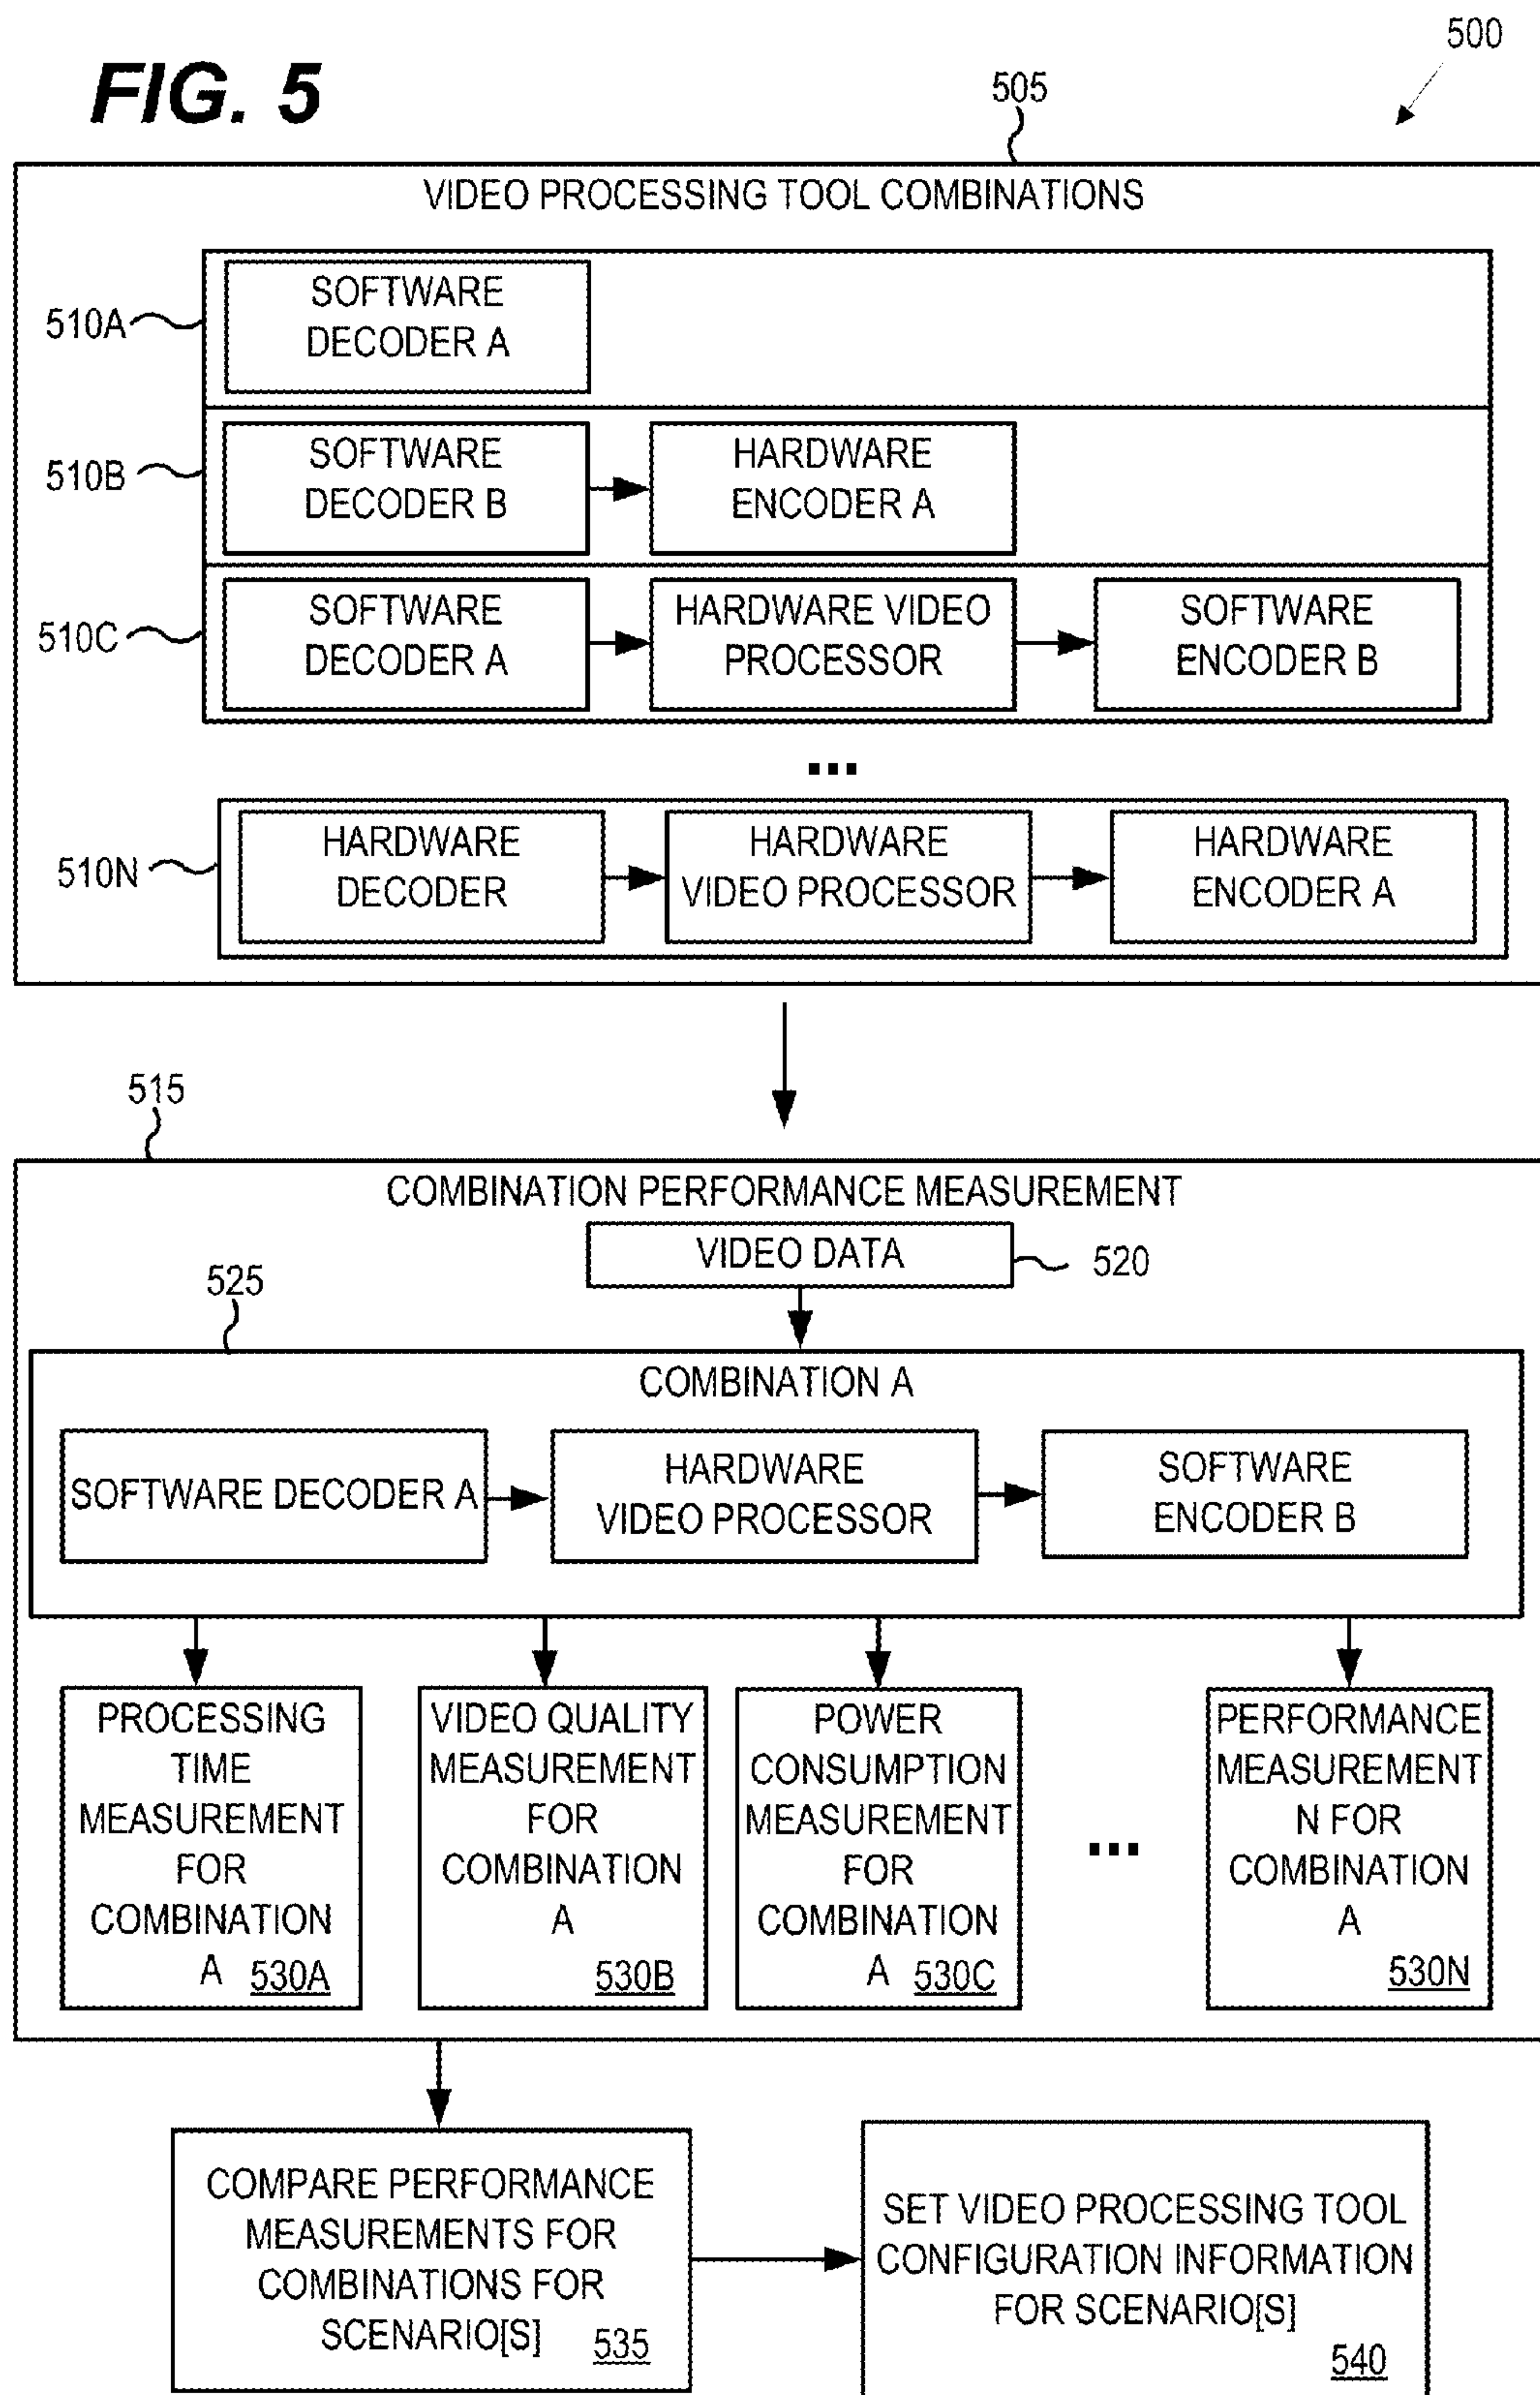 500
FIG. 5
505
VIDEO PROCESSING TOOL COMBINATIONS
510A
SOFTWARE
DECODER A
510B
SOFTWARE
DECODER B
HARDWARE
ENCODER A
510C
SOFTWARE
DECODER A
HARDWARE VIDEO
PROCESSOR
SOFTWARE
ENCODER B
...
510N
HARDWARE
DECODER
HARDWARE
VIDEO PROCESSOR
HARDWARE
ENCODER A
515
COMBINATION PERFORMANCE MEASUREMENT
VIDEO DATA
520
525
COMBINATION A
SOFTWARE DECODER A
HARDWARE
VIDEO PROCESSOR
SOFTWARE
ENCODER B
PROCESSING
TIME
MEASUREMENT
FOR
COMBINATION
A 530A
VIDEO QUALITY
MEASUREMENT
FOR
COMBINATION
A
530B
POWER
CONSUMPTION
MEASUREMENT
FOR
COMBINATION
A 530C
...
PERFORMANCE
MEASUREMENT
N FOR
COMBINATION
A
530N
COMPARE PERFORMANCE
MEASUREMENTS FOR
COMBINATIONS FOR
SCENARIO[S] 535
SET VIDEO PROCESSING TOOL
CONFIGURATION INFORMATION
FOR SCENARIO[S]
540